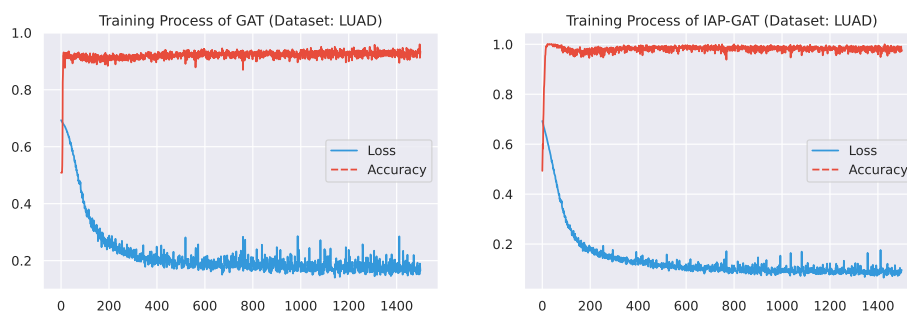 Training Process of GAT (Dataset: LUAD)
1.0
0.8
0.6
0.4
0.2
Loss
Accuracy
0 200 400 600 800 1000 1200 1400
Training Process of IAP-GAT (Dataset: LUAD)
1.0
0.8
0.6
0.4
0.2
Loss
Accuracy
0 200 400 600 800 1000 1200 1400